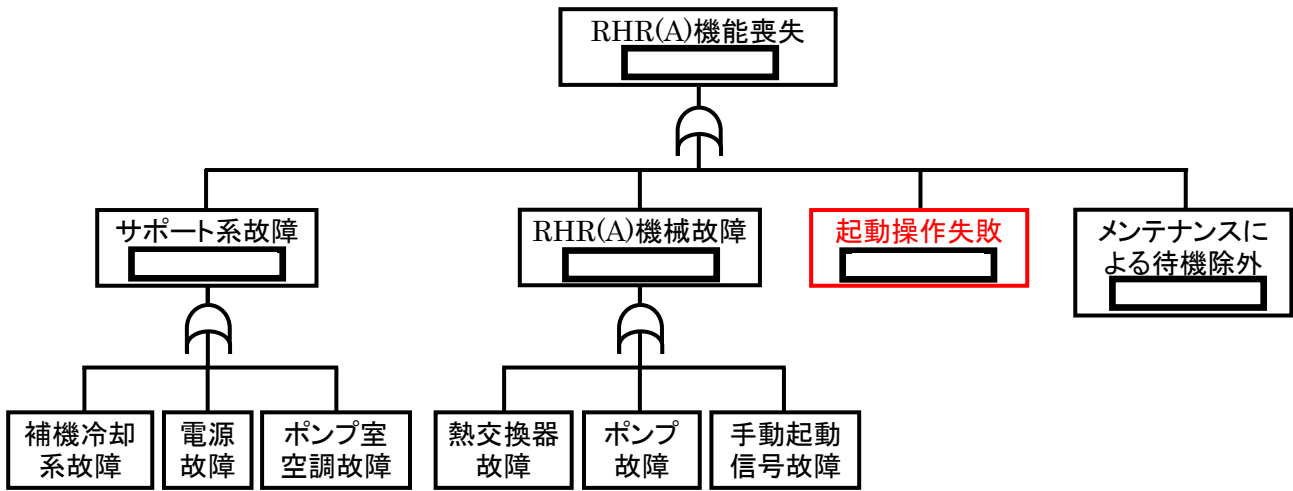 RHR(A)機能喪失
サポート系故障
RHR(A)機械故障
起動操作失敗
メンテナンスに
よる待機除外
補機冷却
系故障
電源
故障
ポンプ室
空調故障
熱交換器
故障
ポンプ
故障
手動起動
信号故障